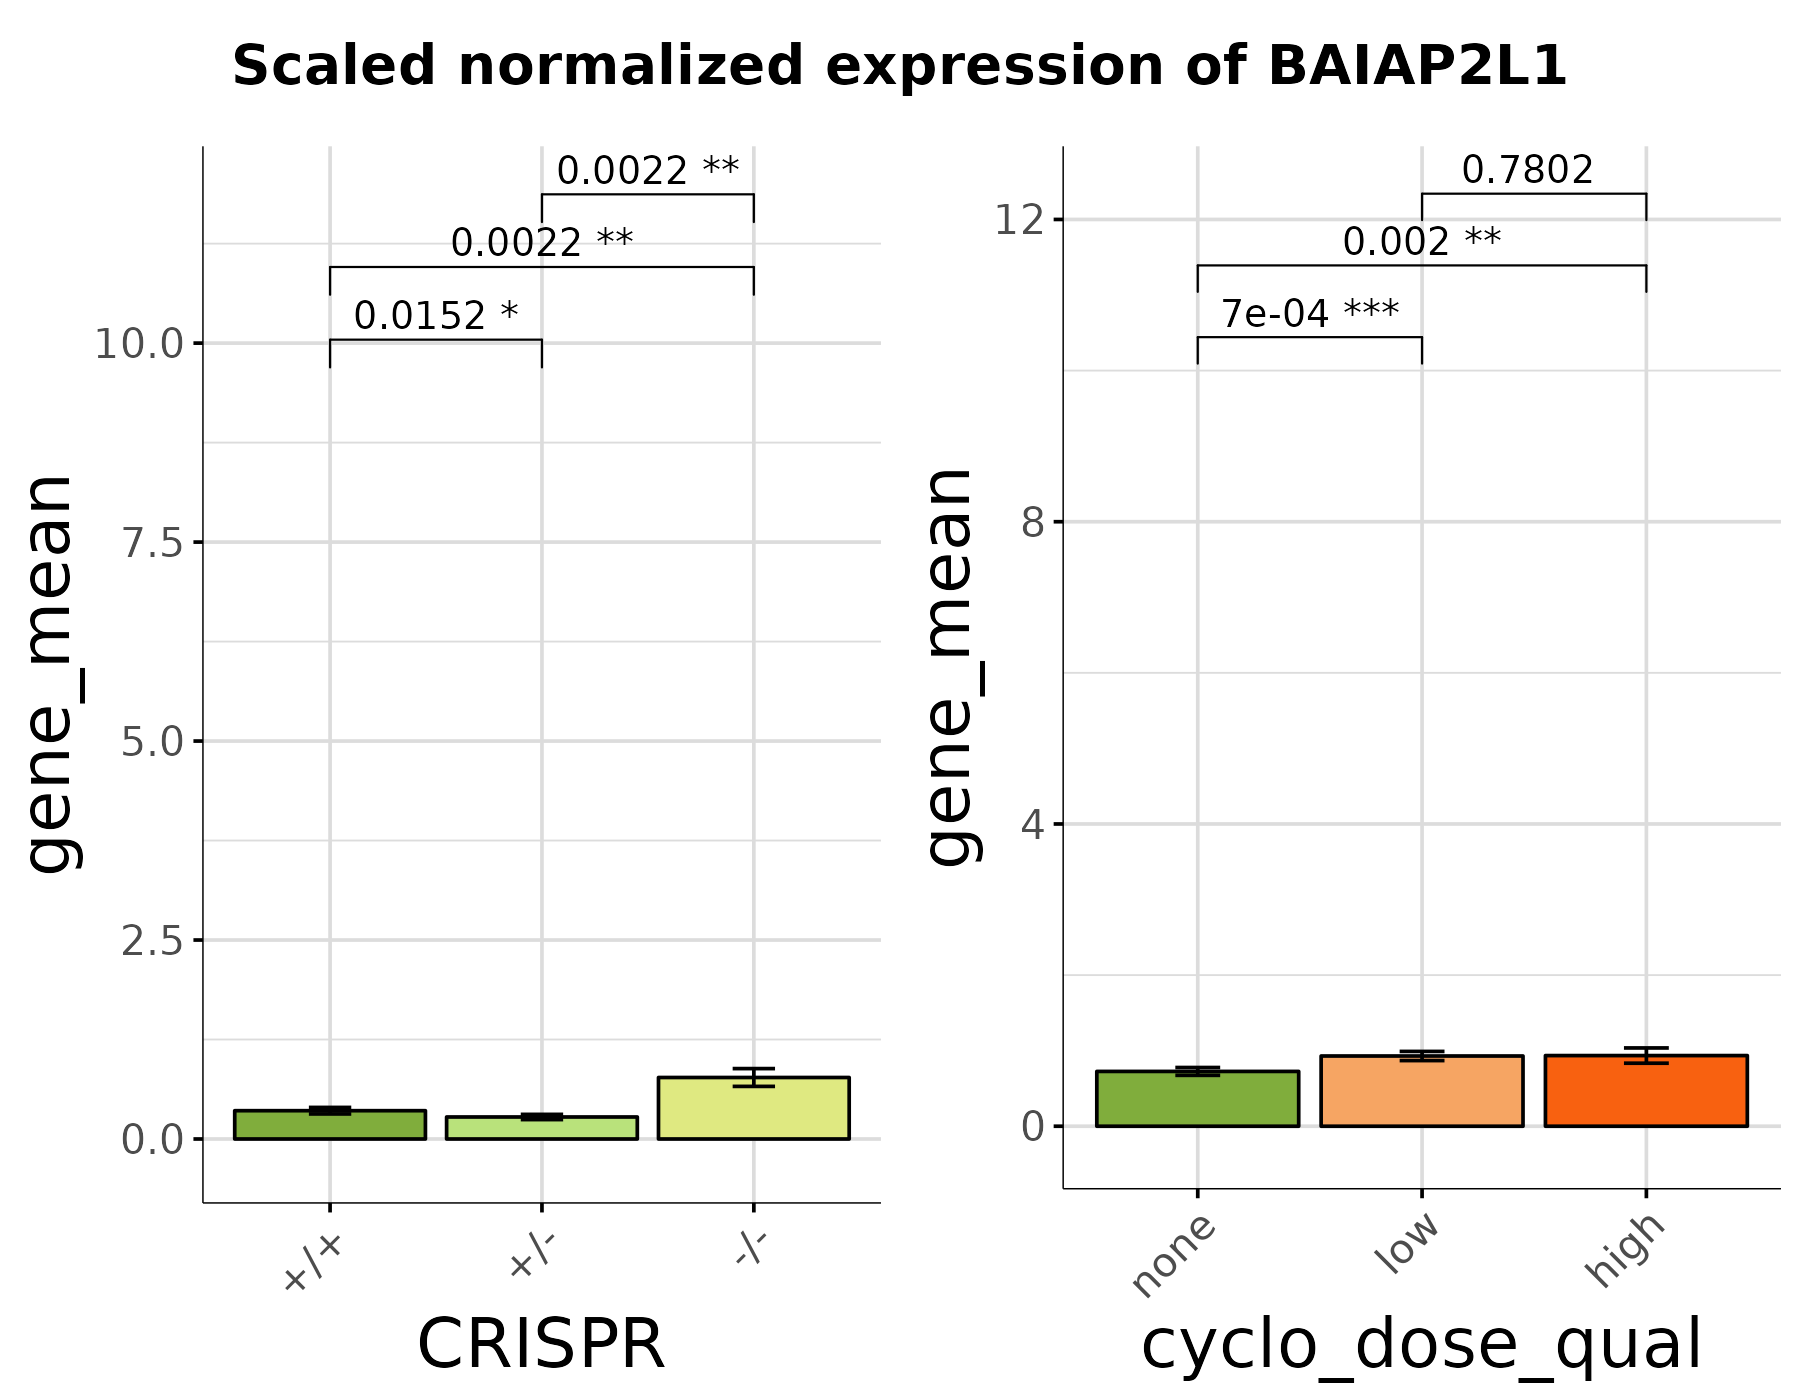 Scaled normalized expression of BAIAP2L1
gene_mean
10.0
7.5
5.0
2.5
0.0
0.0022 **
0.0022 **
0.0152 *
+/+
+/-
-/-
CRISPR
gene_mean
12
8
4
0
0.7802
0.002 **
7e-04 ***
none
low
high
cyclo_dose_qual